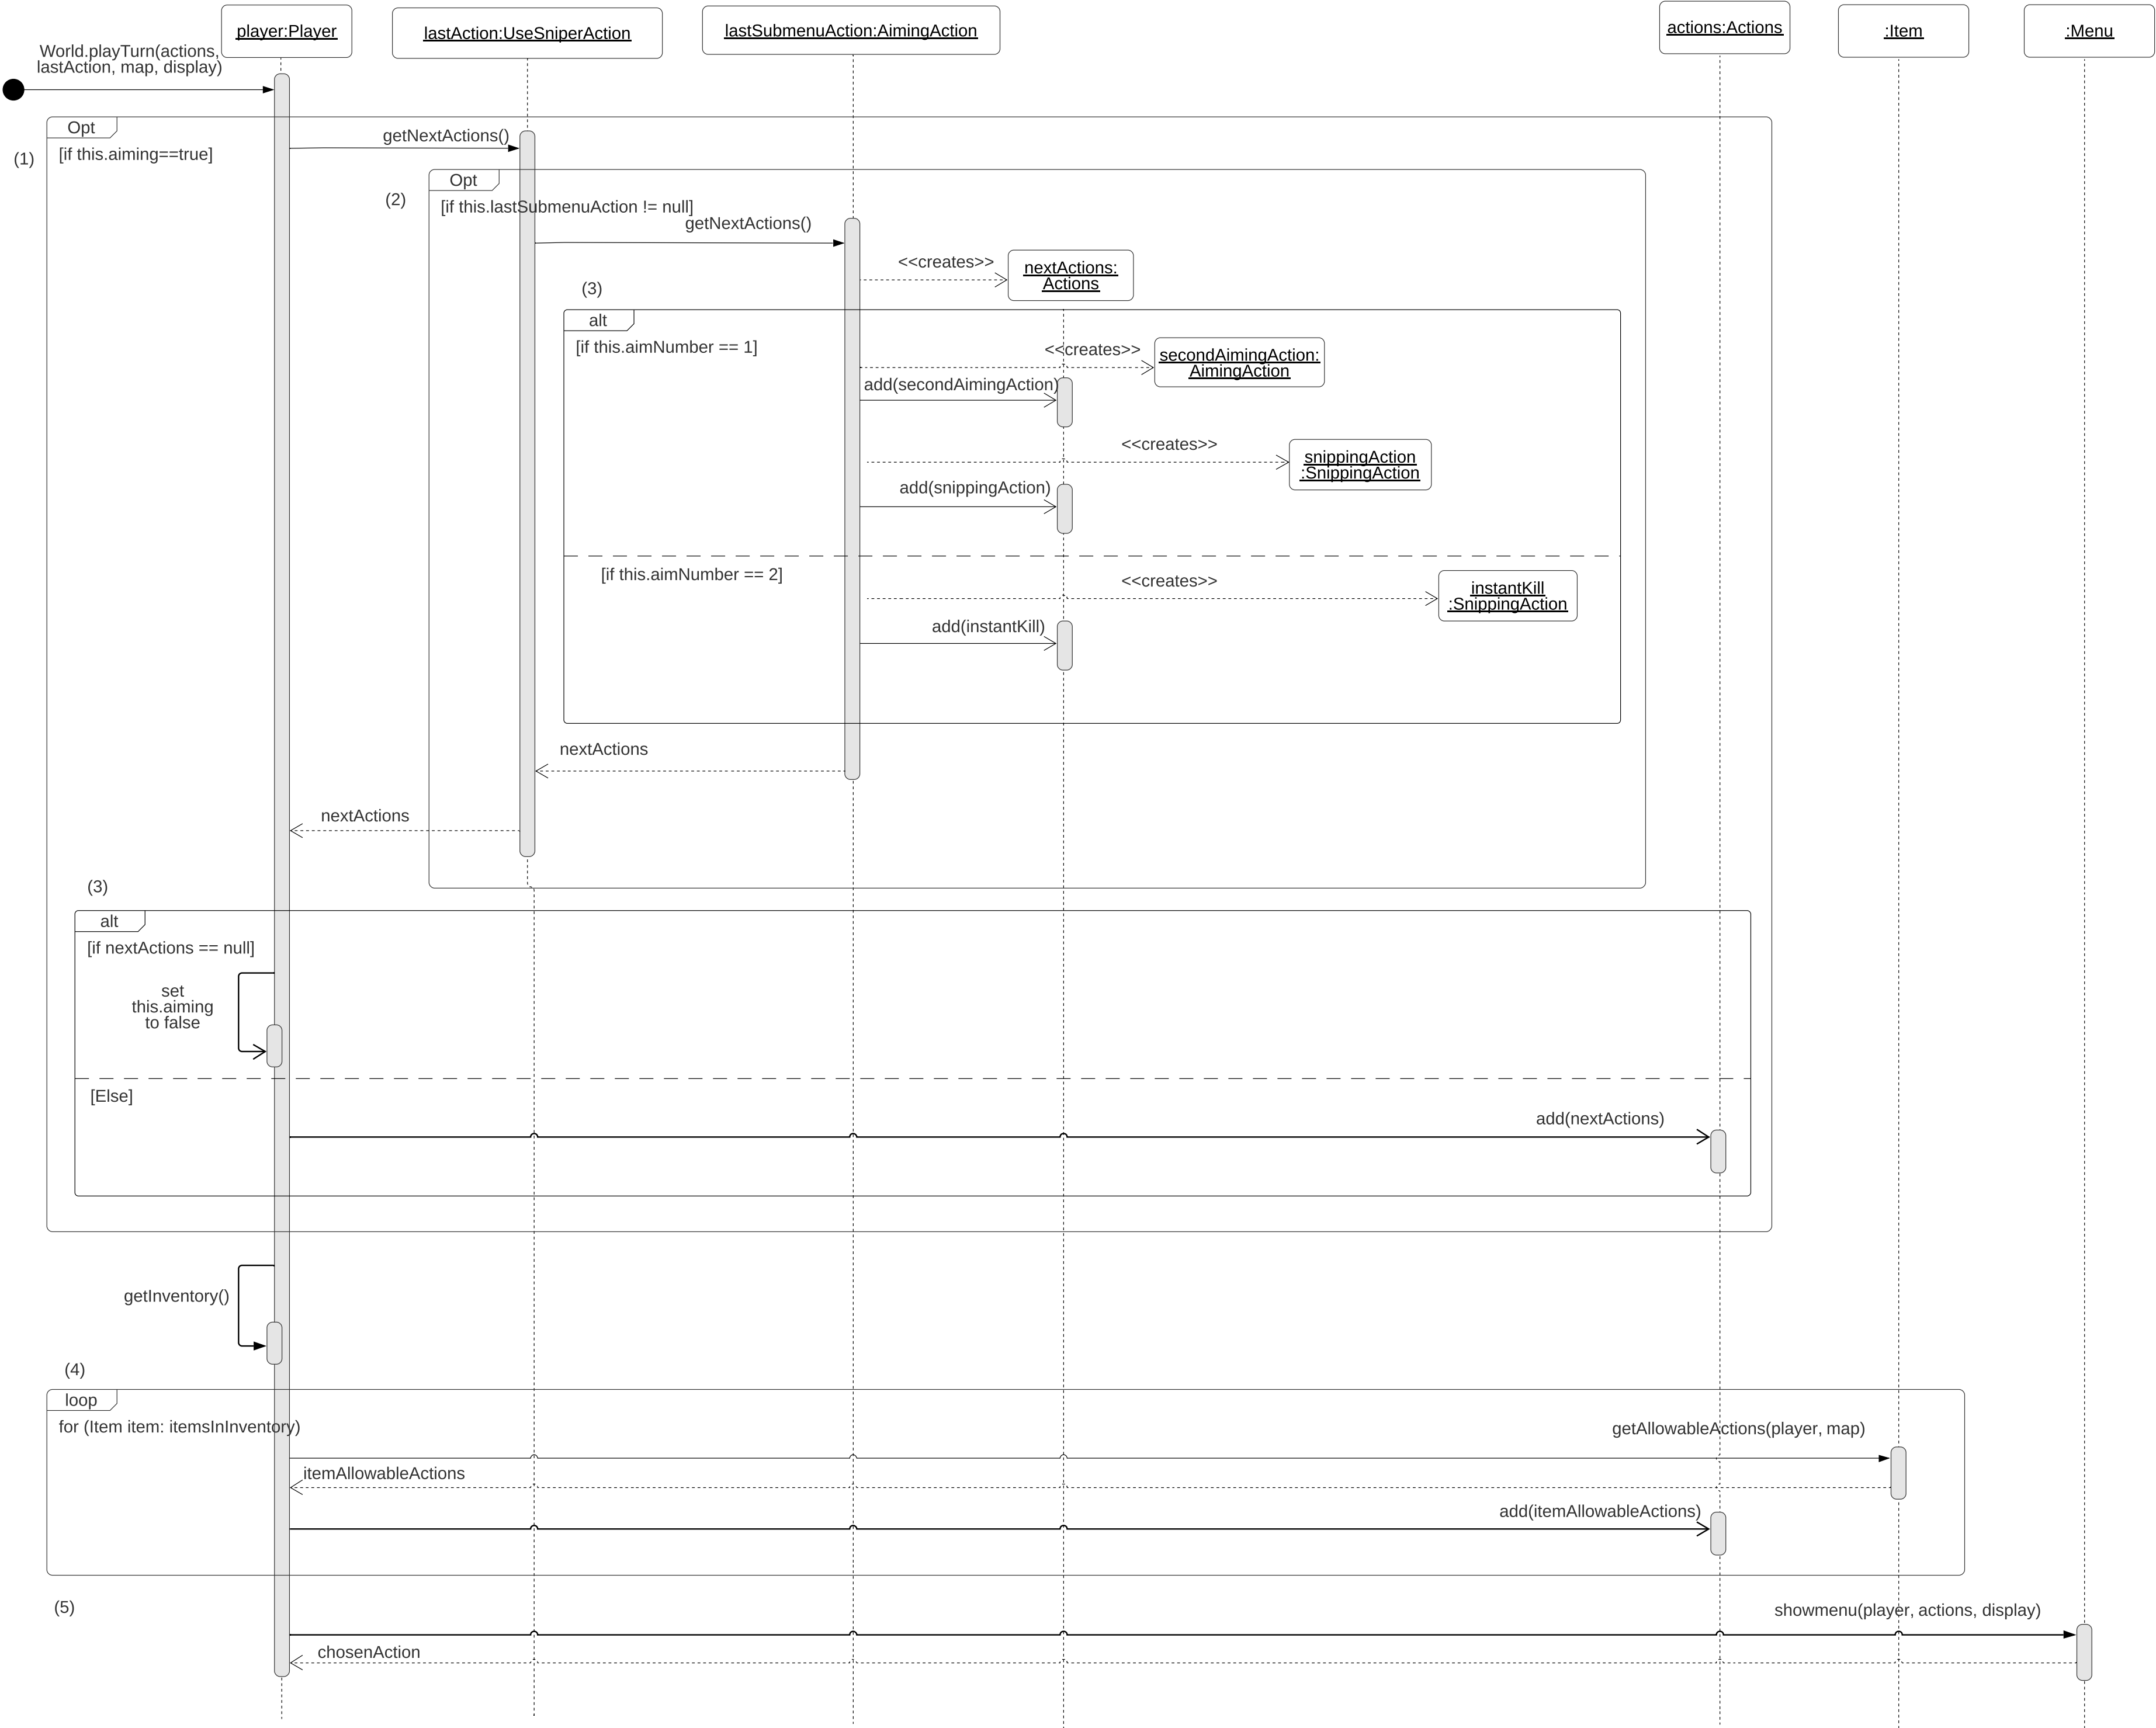 player:Player
lastAction:UseSniperAction
lastSubmenuAction:AimingAction
actions:Actions
:Item
:Menu
World.playTurn(actions,
lastAction, map, display)
Opt
(1)
[if this.aiming==true]
getNextActions()
Opt
(2)
[if this.lastSubmenuAction != null]
getNextActions()
<<creates>>
nextActions:
Actions
(3)
alt
[if this.aimNumber == 1]
<<creates>>
secondAimingAction:
AimingAction
add(secondAimingAction)
<<creates>>
snippingAction
:SnippingAction
add(snippingAction)
[if this.aimNumber == 2]
<<creates>>
instantKill
:SnippingAction
add(instantKill)
nextActions
nextActions
(3)
alt
[if nextActions == null]
set
this.aiming
to false
[Else]
add(nextActions)
getInventory()
(4)
loop
for (Item item: itemsInInventory)
getAllowableActions(player, map)
itemAllowableActions
add(itemAllowableActions)
(5)
showmenu(player, actions, display)
chosenAction